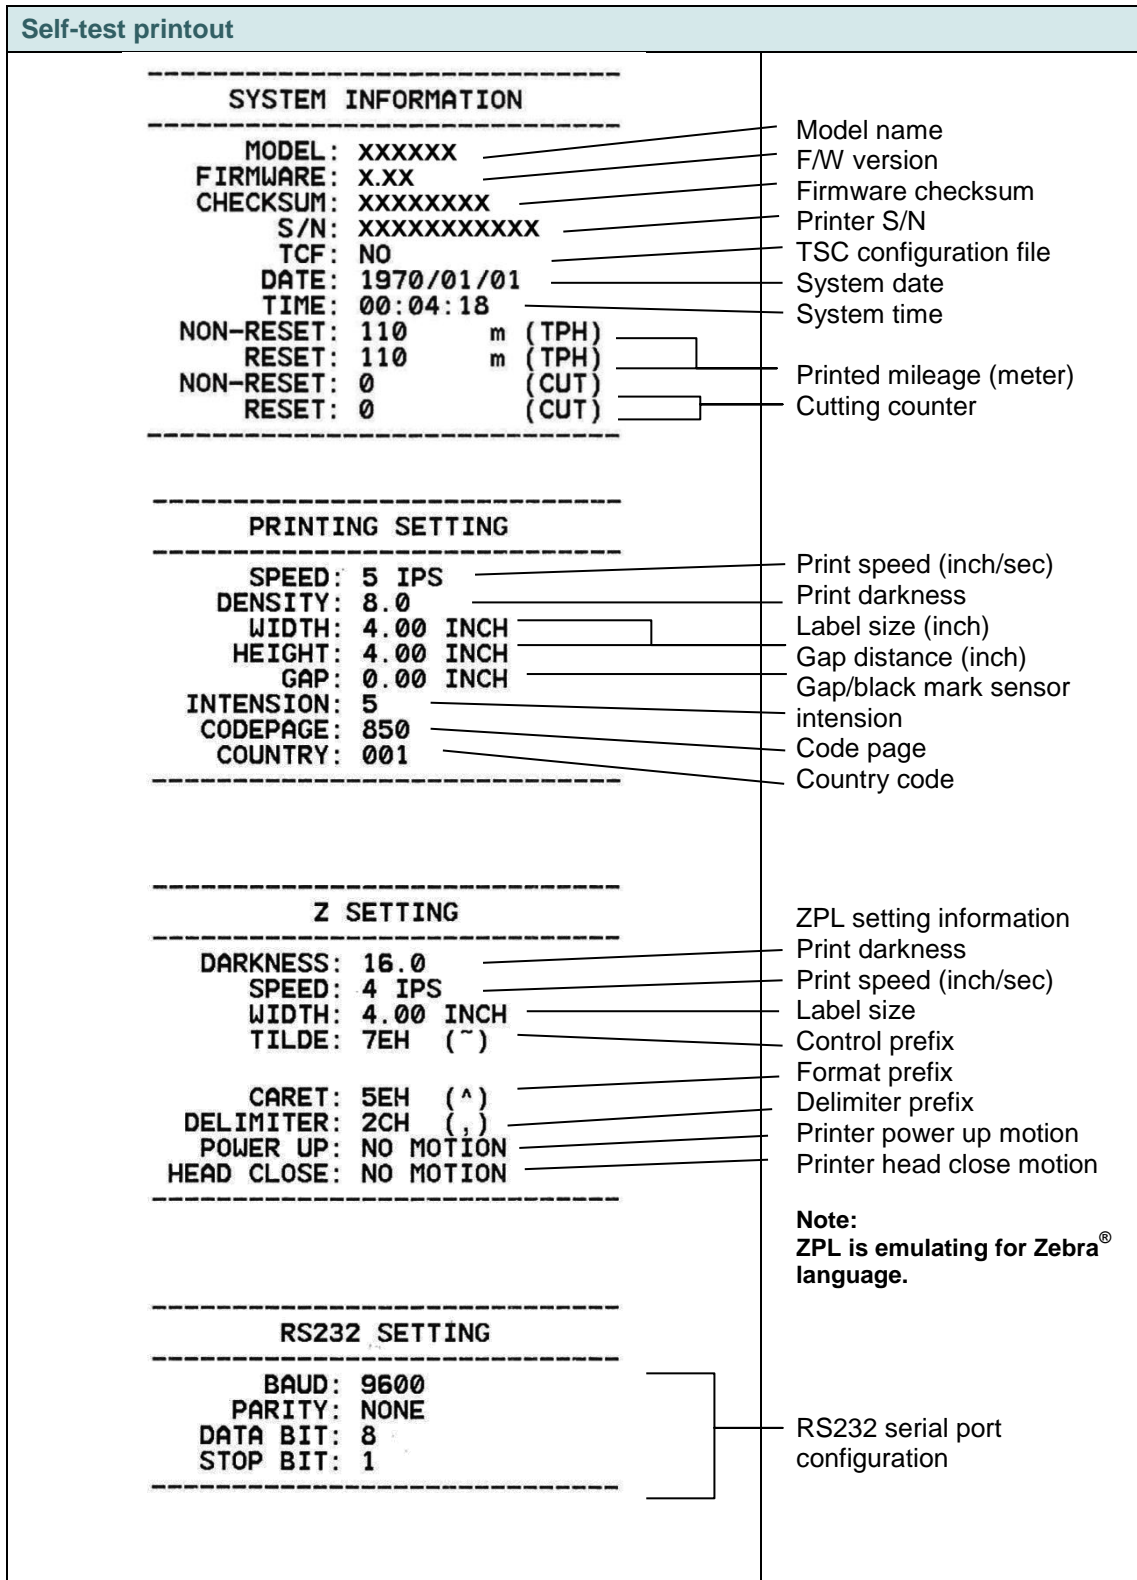 Self-test printout
SYSTEM INFORMATION
MODEL: XXXXXX
FIRMWARE: X.XX
CHECKSUM: XXXXXXXX
S/N: XXXXXXXXXXX
TCF: NO
DATE: 1970/01/01
TIME: 00:04:18
NON-RESET: 110 m (TPH)
RESET: 110 m (TPH)
NON-RESET: 0 (CUT)
RESET: 0 (CUT)
Model name
F/W version
Firmware checksum
Printer S/N
TSC configuration file
System date
System time
Printed mileage (meter)
Cutting counter
PRINTING SETTING
SPEED: 5 IPS
DENSITY: 8.0
WIDTH: 4.00 INCH
HEIGHT: 4.00 INCH
GAP: 0.00 INCH
INTENSION: 5
CODEPAGE: 850
COUNTRY: 001
Print speed (inch/sec)
Print darkness
Label size (inch)
Gap distance (inch)
Gap/black mark sensor
intension
Code page
Country code
Z SETTING
DARKNESS: 16.0
SPEED: 4 IPS
WIDTH: 4.00 INCH
TILDE: 7EH (~)
CARET: 5EH (^)
DELIMITER: 2CH (,)
POWER UP: NO MOTION
HEAD CLOSE: NO MOTION
ZPL setting information
Print darkness
Print speed (inch/sec)
Label size
Control prefix
Format prefix
Delimiter prefix
Printer power up motion
Printer head close motion
Note:
ZPL is emulating for Zebra®
language.
RS232 SETTING
BAUD: 9600
PARITY: NONE
DATA BIT: 8
STOP BIT: 1
RS232 serial port
configuration